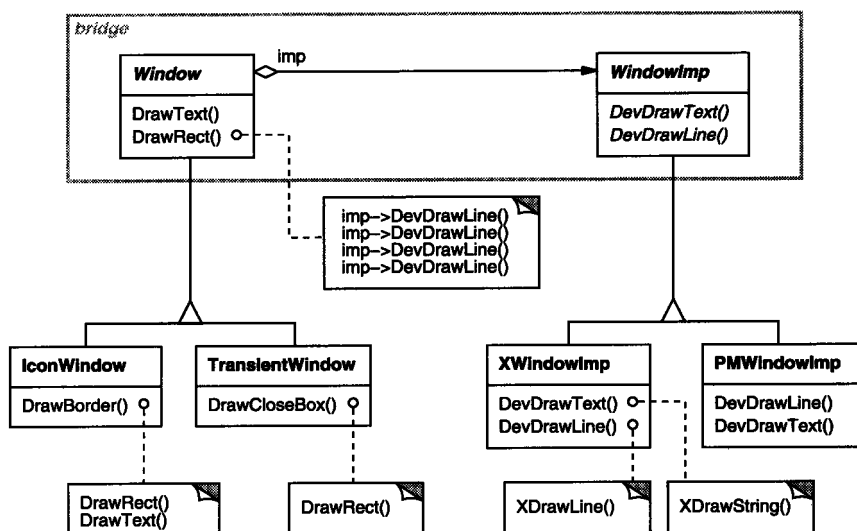 bridge
Window
imp
WindowImp
DrawText()
DrawRect()
DevDrawText()
DevDrawLine()
imp->DevDrawLine()
imp->DevDrawLine()
imp->DevDrawLine()
imp->DevDrawLine()
IconWindow
DrawBorder()
TransientWindow
DrawCloseBox()
XWindowImp
DevDrawText()
DevDrawLine()
PMWindowImp
DevDrawLine()
DevDrawText()
DrawRect()
DrawText()
DrawRect()
XDrawLine()
XDrawString()